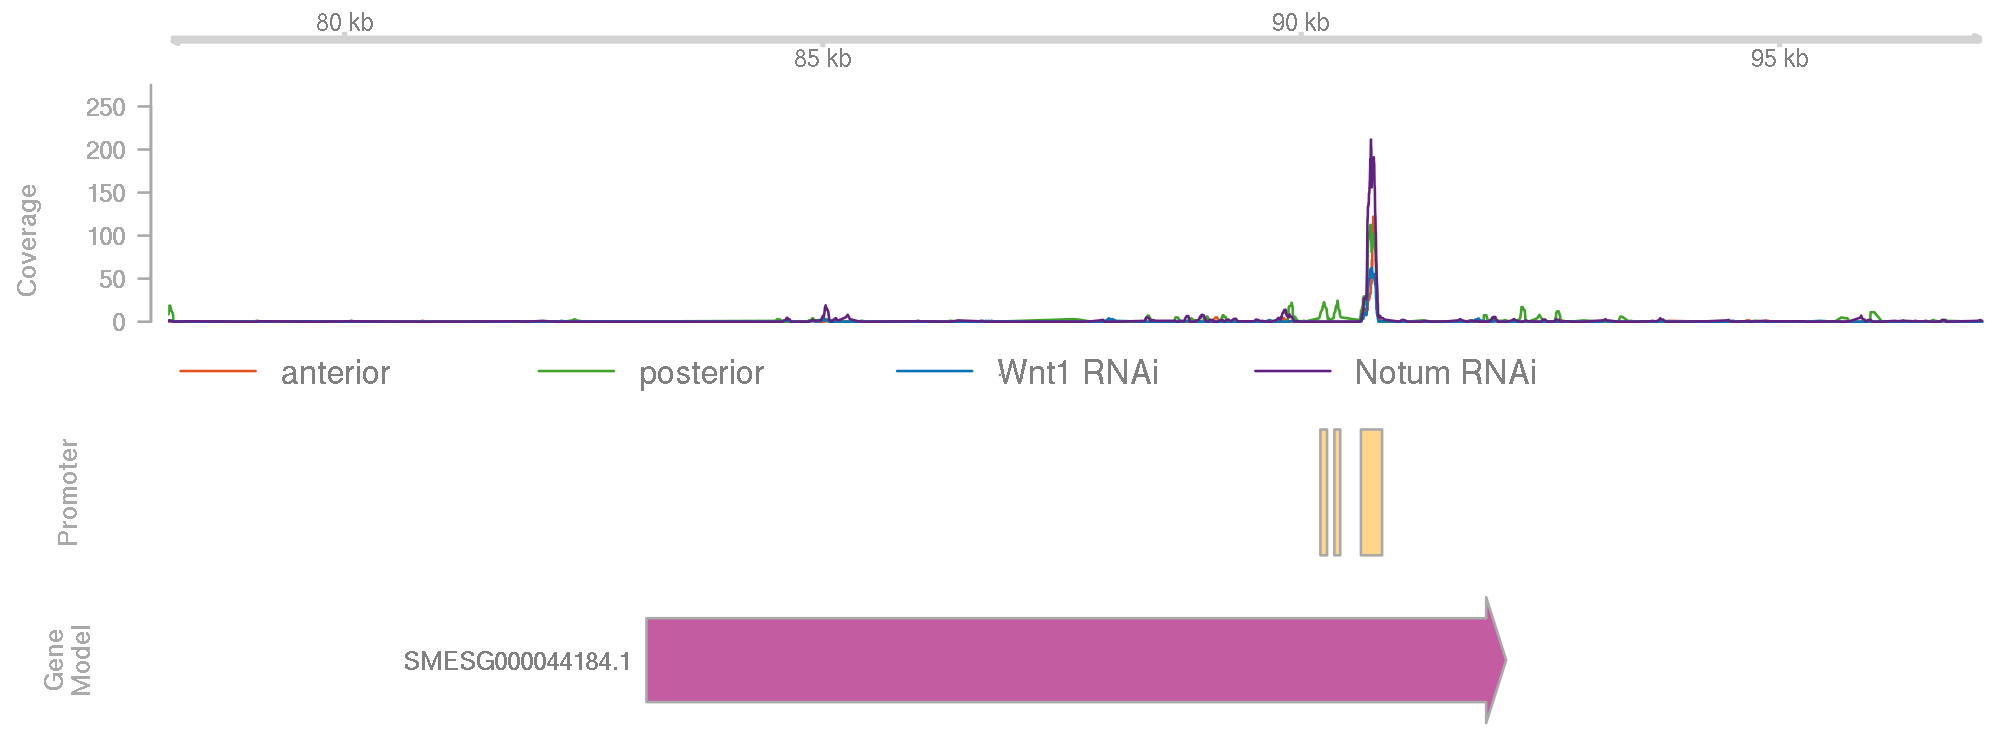 80 kb
90 kb
85 kb
95 kb
Coverage
250
200
150
100
50
0
anterior
posterior
Wnt1 RNAi
Notum RNAi
Promoter
Gene
Model
SMESG000044184.1